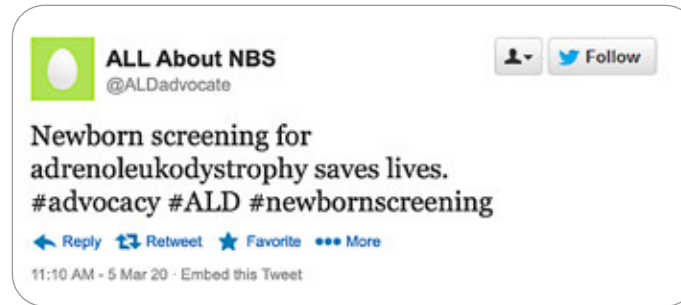 ALL About NBS
@ALDadvocate
Follow
Newborn screening for
adrenoleukodystrophy saves lives.
#advocacy #ALD #newbornscreening
Reply Retweet Favorite More
11:10 AM - 5 Mar 20 · Embed this Tweet